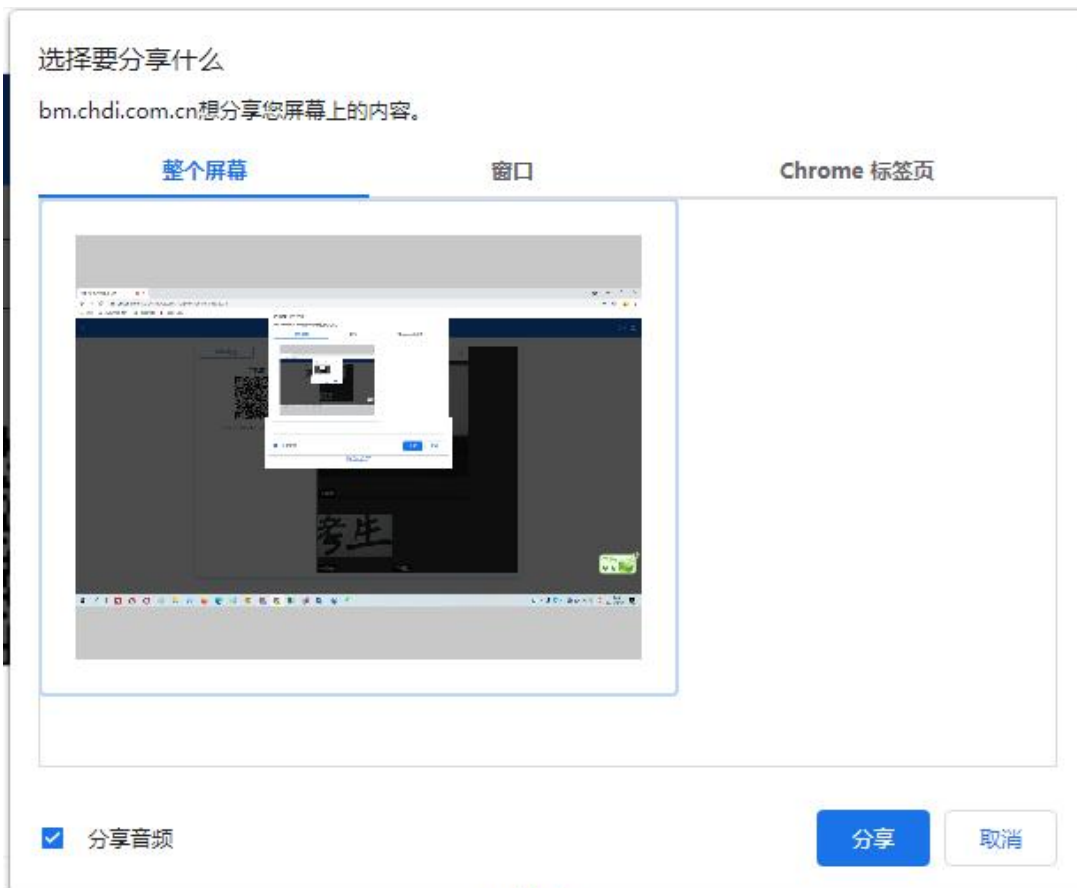 选择要分享什么
bm.chdi.com.cn想分享您屏幕上的内容。
整个屏幕
窗口
Chrome 标签页
考生
分享音频
分享
取消